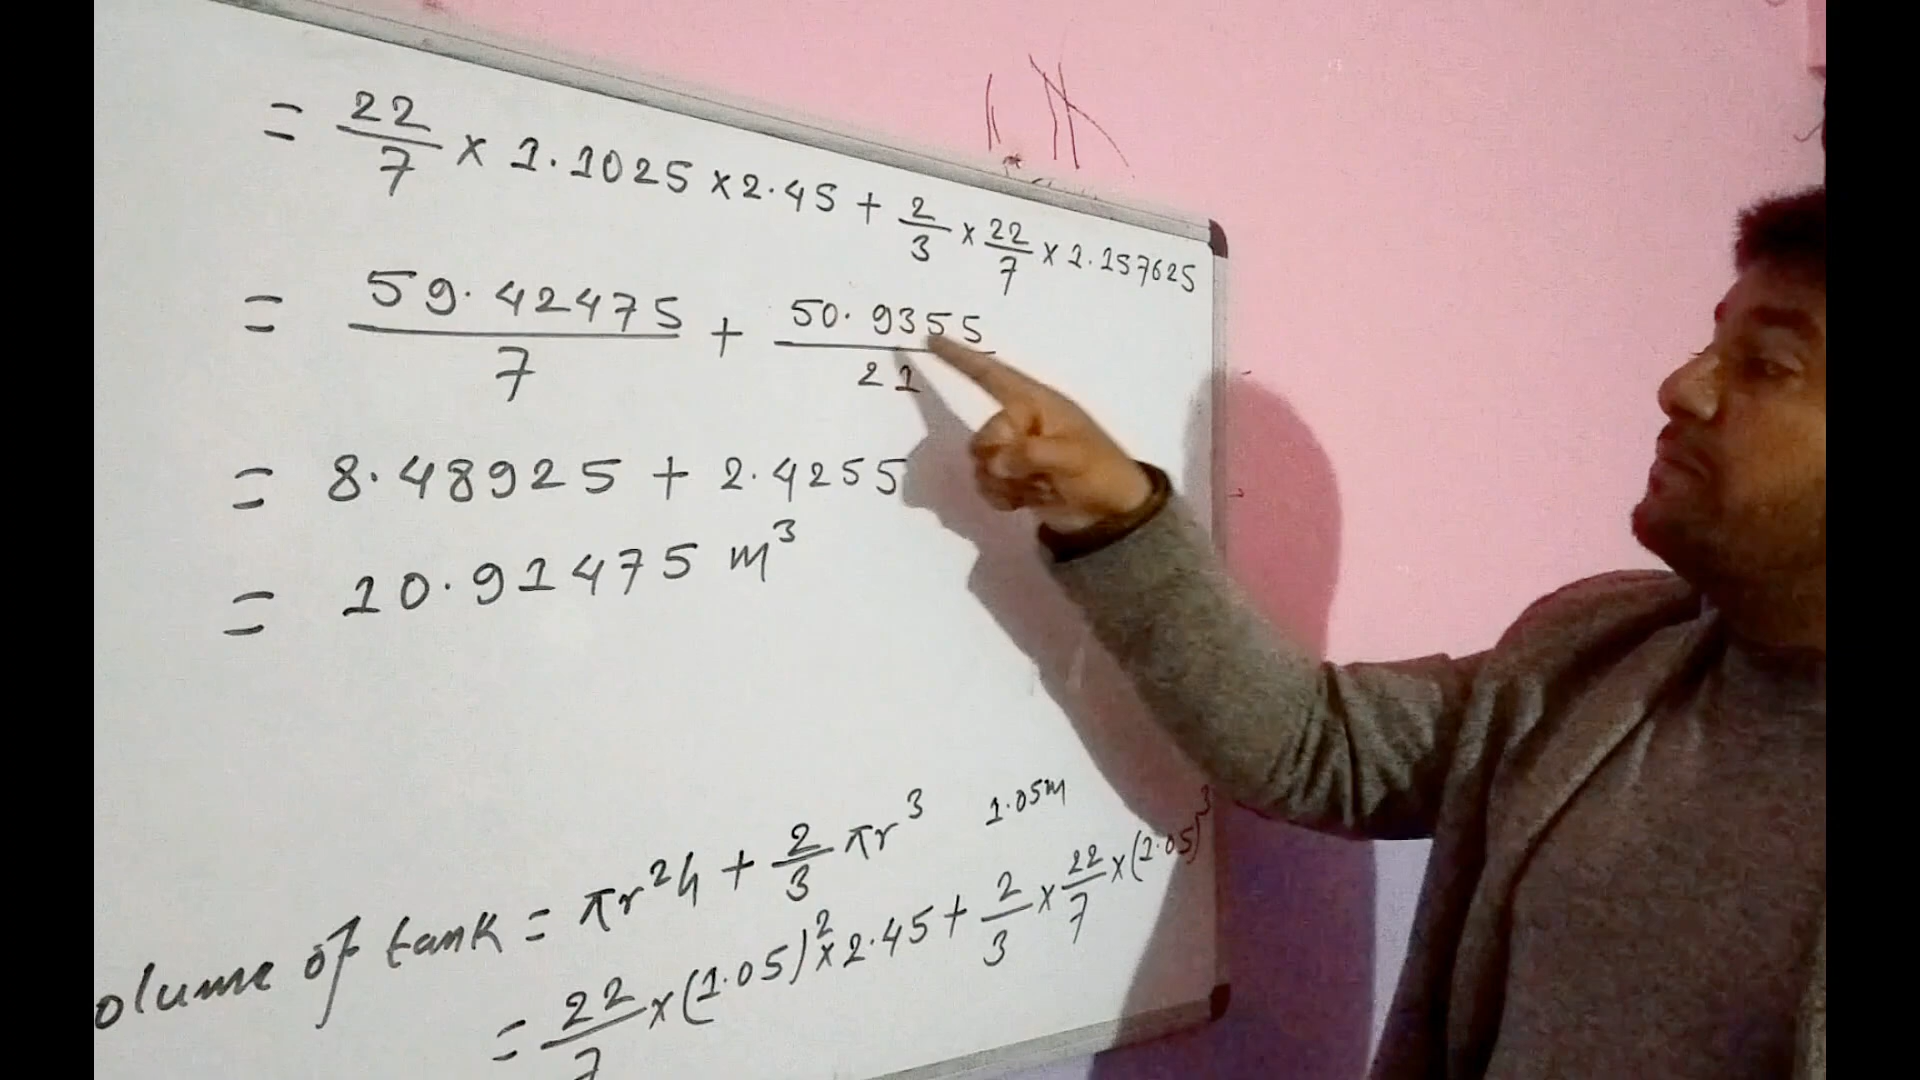 = 22/7 × 1.1025 × 2.45 + 2/3 × 22/7 × 1.157625
= 59.42475/7 + 50.9355/21
= 8.48925 + 2.4255
= 10.91475 m³
1.05m
olume of tank = πr²h + 2/3 πr³
= 22/7 × (1.05)² × 2.45 + 2/3 × 22/7 × (1.05)³